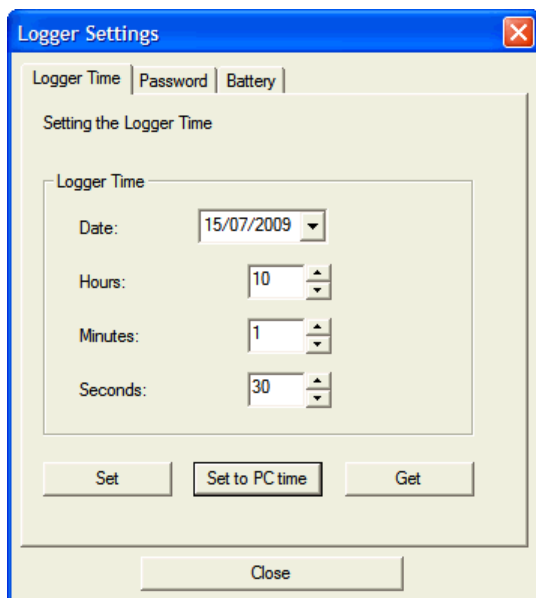 Logger Settings
Logger Time Password Battery
Setting the Logger Time
Logger Time
Date: 15/07/2009
Hours: 10
Minutes: 1
Seconds: 30
Set Set to PC time Get
Close